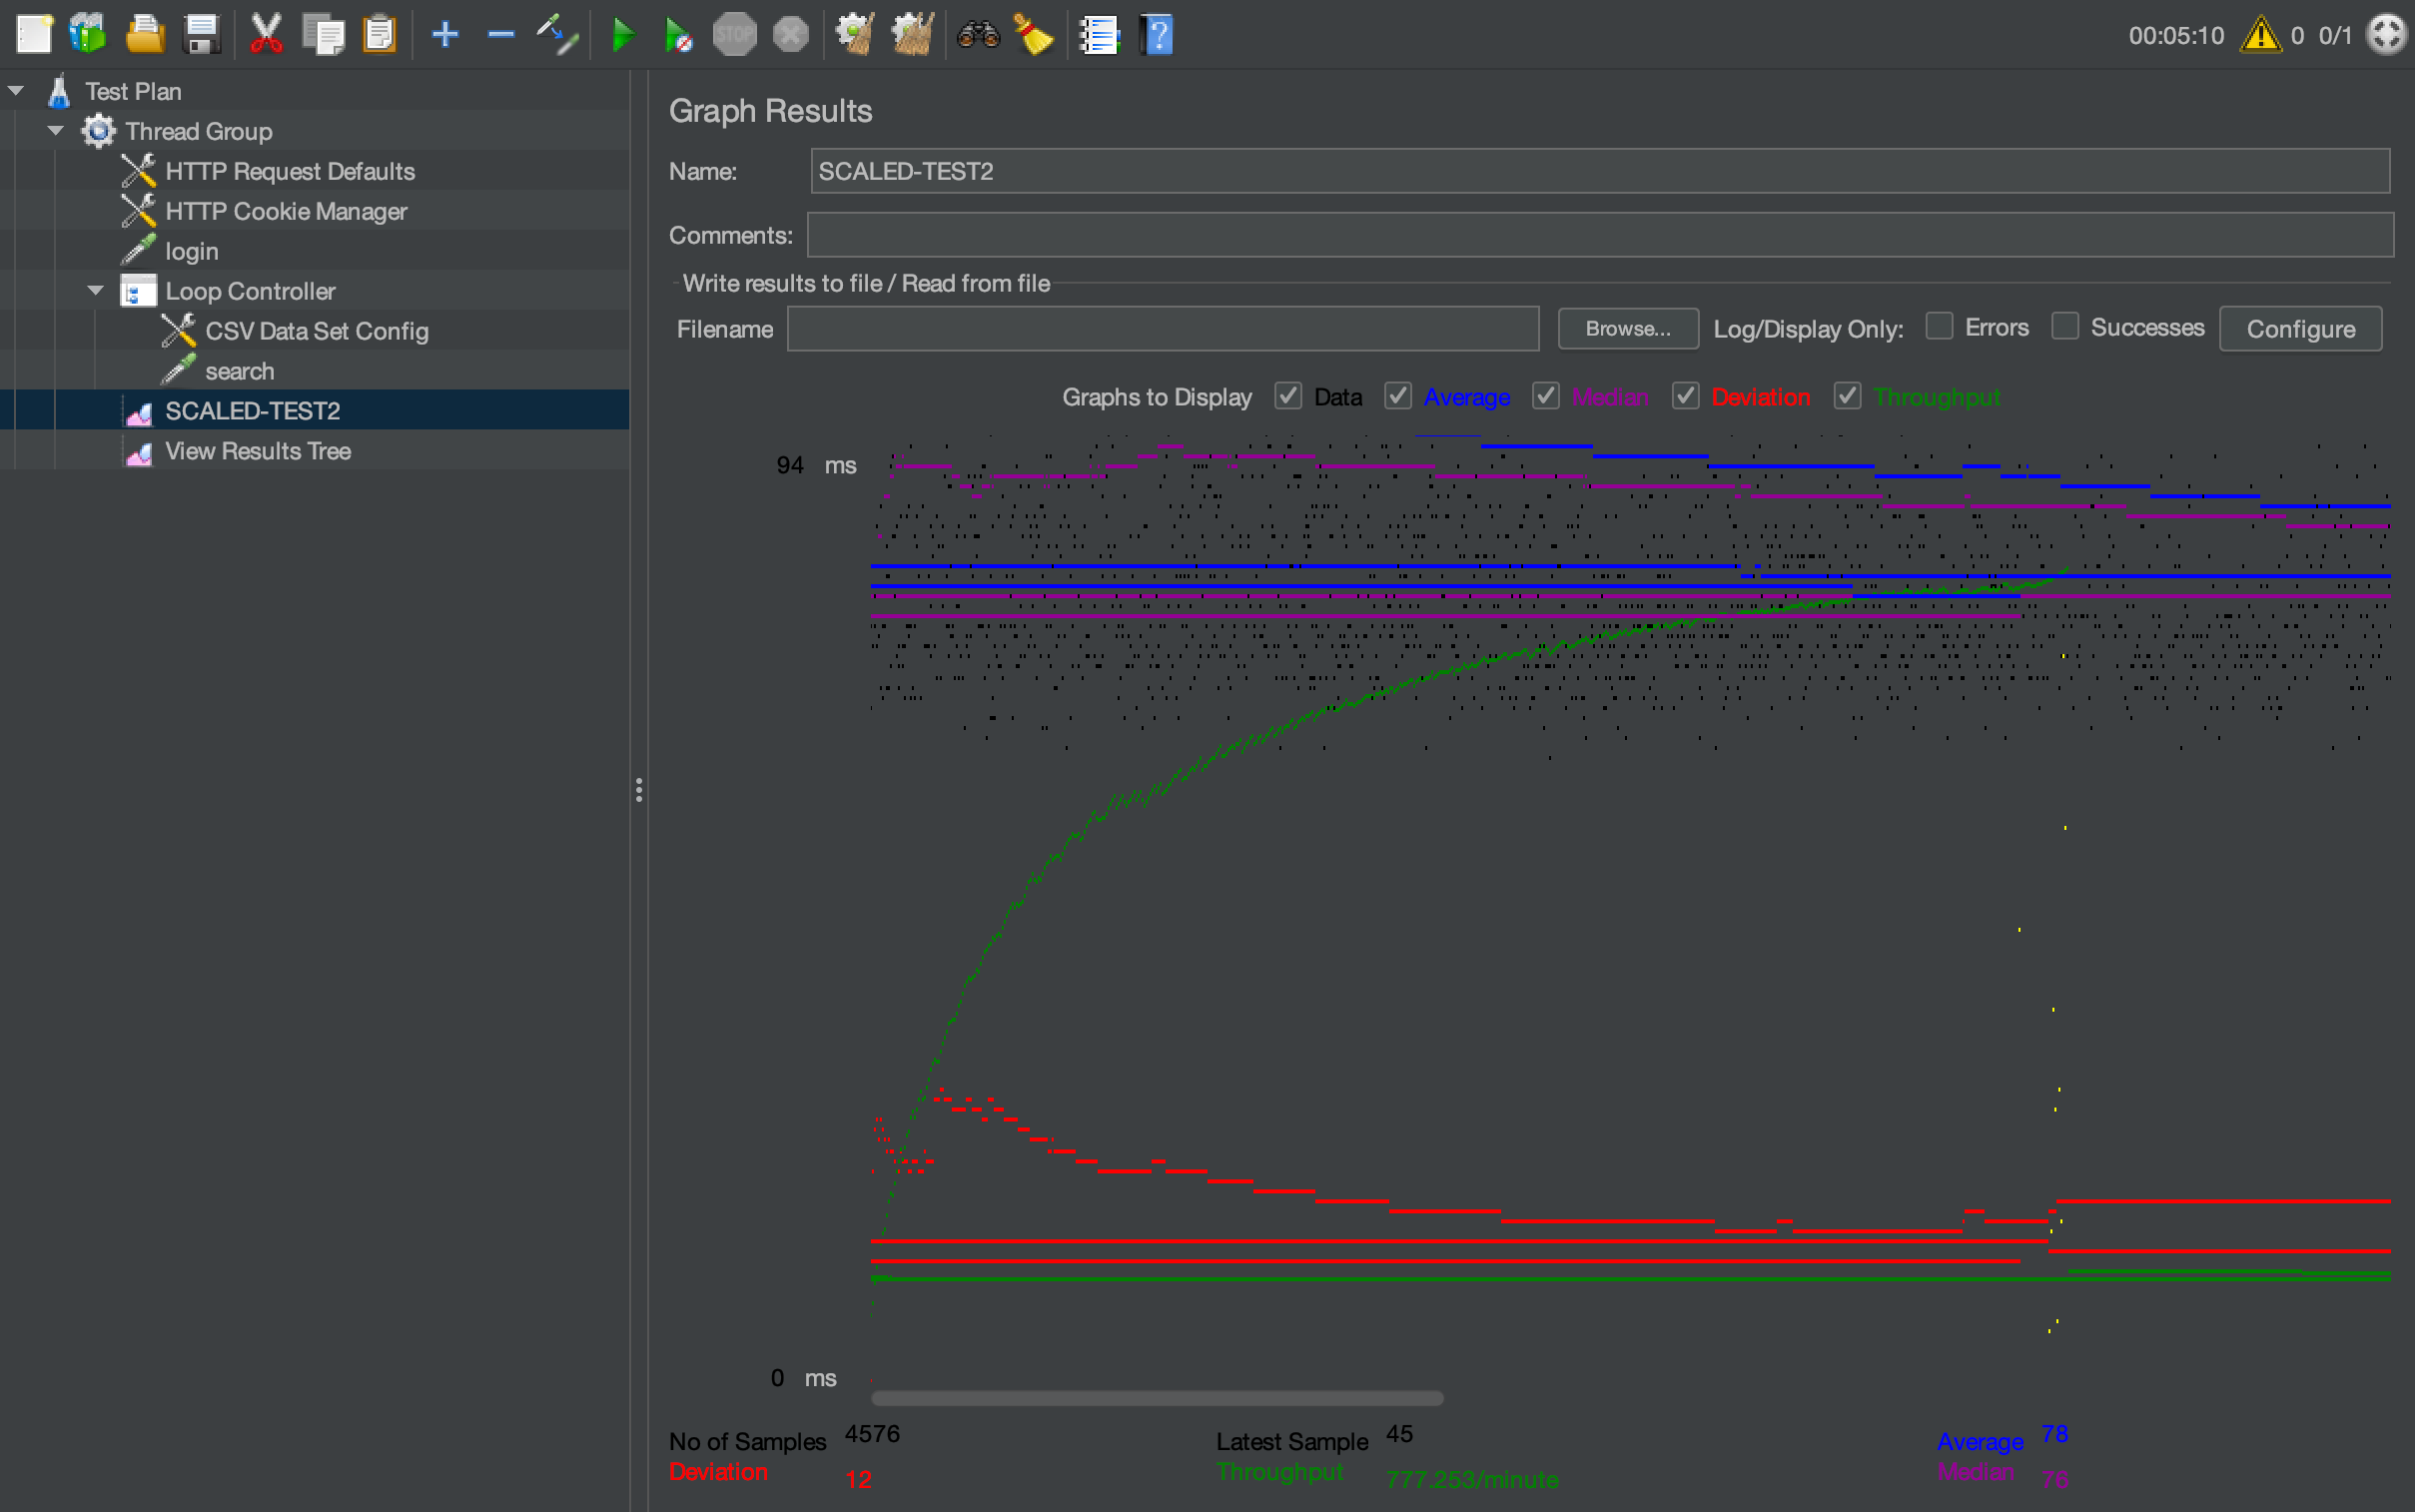 STOP
00:05:10 0 0/1
Test Plan
Thread Group
HTTP Request Defaults
HTTP Cookie Manager
login
Loop Controller
CSV Data Set Config
search
SCALED-TEST2
View Results Tree
Graph Results
Name: SCALED-TEST2
Comments:
Write results to file / Read from file
Filename Browse... Log/Display Only: Errors Successes Configure
Graphs to Display Data Average Median Deviation Throughput
94 ms
0 ms
No of Samples 4576 Latest Sample 45 Average 78
Deviation 12 Throughput 777.253/minute Median 76